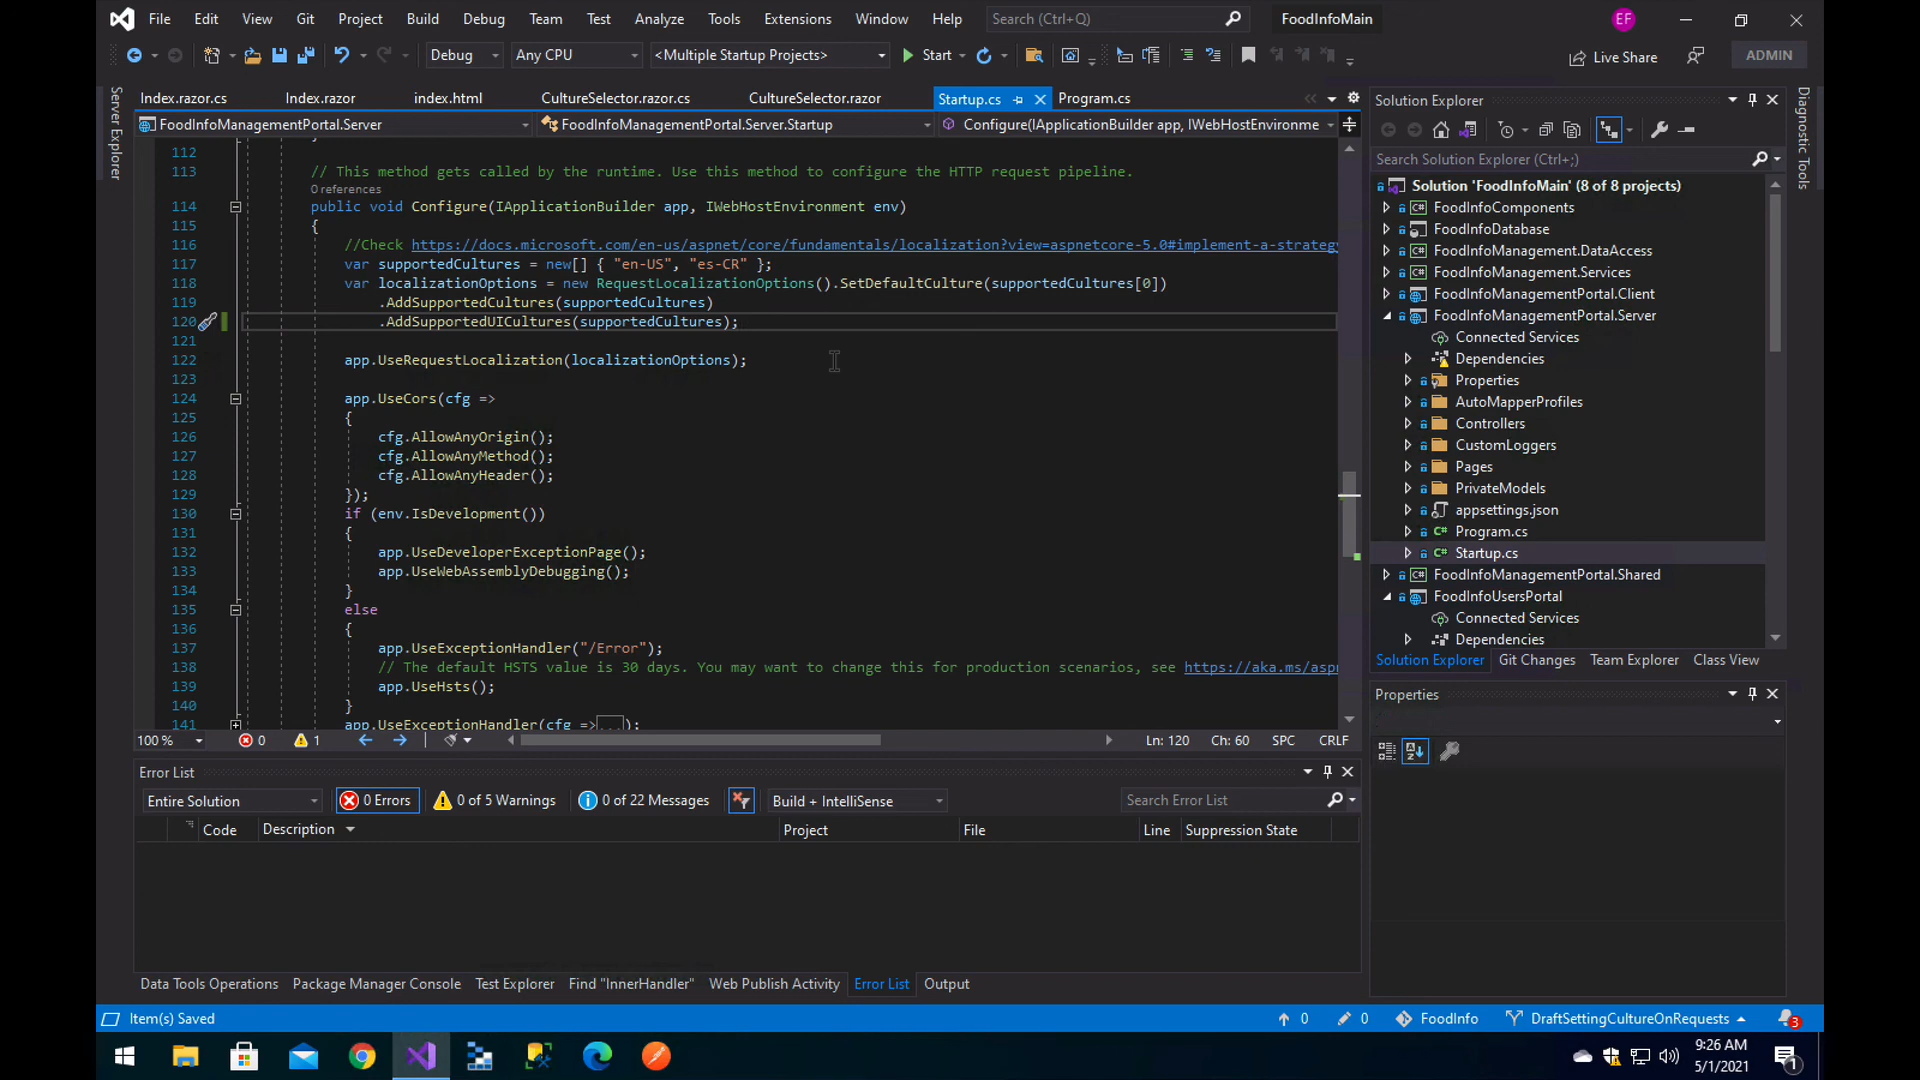 File Edit View Git Project Build Debug Team Test Analyze Tools Extensions Window Help Search (Ctrl+Q) FoodInfoMain EF
Debug Any CPU <Multiple Startup Projects> Start Live Share ADMIN
Server Explorer
Index.razor.cs Index.razor index.html CultureSelector.razor.cs CultureSelector.razor Startup.cs Program.cs
FoodInfoManagementPortal.Server FoodInfoManagementPortal.Server.Startup Configure(IApplicationBuilder app, IWebHostEnvironme
112
113 // This method gets called by the runtime. Use this method to configure the HTTP request pipeline.
0 references
114 public void Configure(IApplicationBuilder app, IWebHostEnvironment env)
115 {
116 //Check https://docs.microsoft.com/en-us/aspnet/core/fundamentals/localization?view=aspnetcore-5.0#implement-a-strategy
117 var supportedCultures = new[] { "en-US", "es-CR" };
118 var localizationOptions = new RequestLocalizationOptions().SetDefaultCulture(supportedCultures[0])
119 .AddSupportedCultures(supportedCultures)
120 .AddSupportedUICultures(supportedCultures);
121
122 app.UseRequestLocalization(localizationOptions);
123
124 app.UseCors(cfg =>
125 {
126 cfg.AllowAnyOrigin();
127 cfg.AllowAnyMethod();
128 cfg.AllowAnyHeader();
129 });
130 if (env.IsDevelopment())
131 {
132 app.UseDeveloperExceptionPage();
133 app.UseWebAssemblyDebugging();
134 }
135 else
136 {
137 app.UseExceptionHandler("/Error");
138 // The default HSTS value is 30 days. You may want to change this for production scenarios, see https://aka.ms/asp
139 app.UseHsts();
140 }
141 app.UseExceptionHandler(cfg =>...);
100 % 0 1 Ln: 120 Ch: 60 SPC CRLF
Error List
Entire Solution 0 Errors 0 of 5 Warnings 0 of 22 Messages Build + IntelliSense Search Error List
Code Description Project File Line Suppression State
Data Tools Operations Package Manager Console Test Explorer Find "InnerHandler" Web Publish Activity Error List Output
Solution Explorer
Search Solution Explorer (Ctrl+;)
Solution 'FoodInfoMain' (8 of 8 projects)
FoodInfoComponents
FoodInfoDatabase
FoodInfoManagement.DataAccess
FoodInfoManagement.Services
FoodInfoManagementPortal.Client
FoodInfoManagementPortal.Server
Connected Services
Dependencies
Properties
AutoMapperProfiles
Controllers
CustomLoggers
Pages
PrivateModels
appsettings.json
Program.cs
Startup.cs
FoodInfoManagementPortal.Shared
FoodInfoUsersPortal
Connected Services
Dependencies
Solution Explorer Git Changes Team Explorer Class View
Properties
Diagnostic Tools
Item(s) Saved 0 0 FoodInfo DraftSettingCultureOnRequests 3
9:26 AM
5/1/2021
1